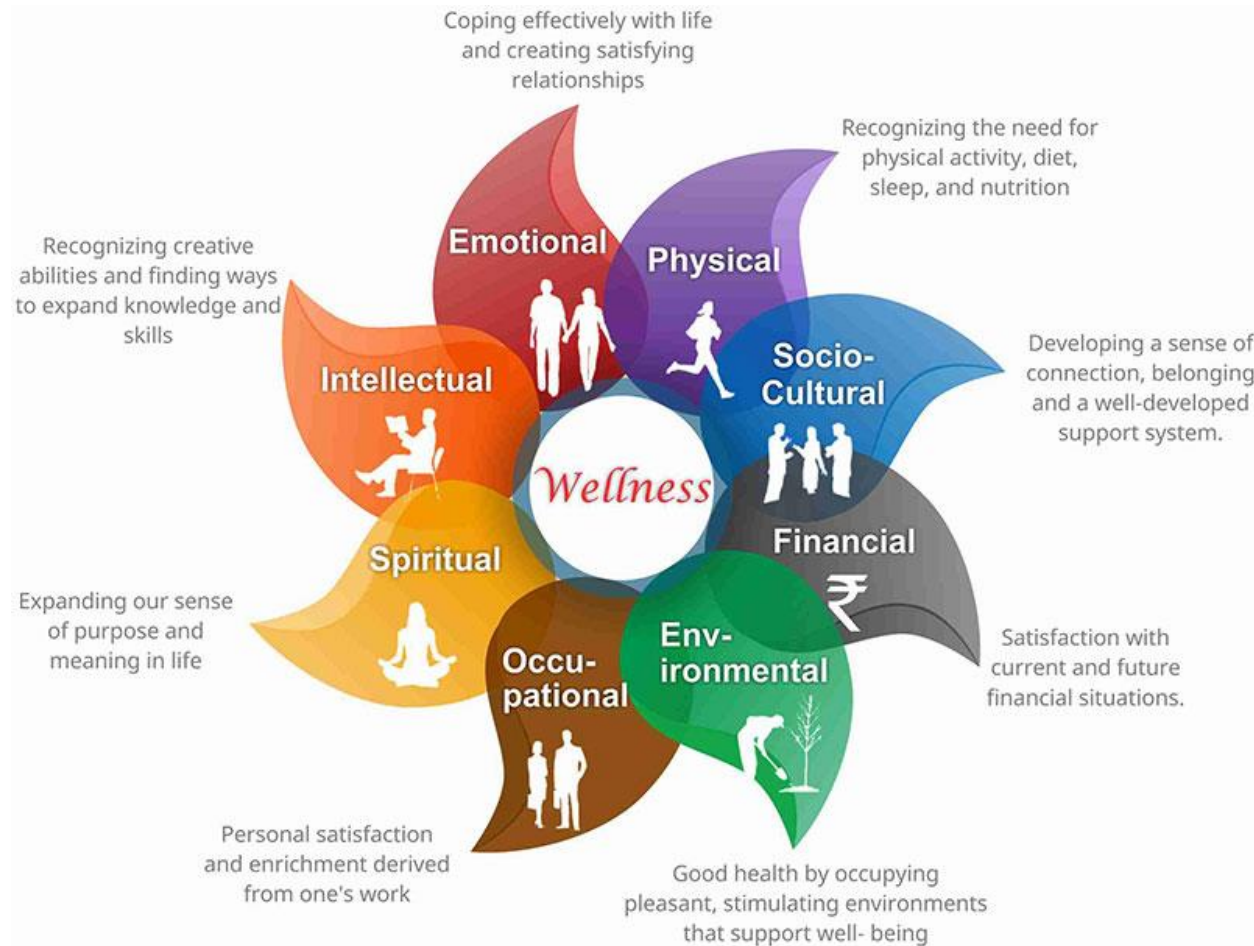 Coping effectively with life
and creating satisfying
relationships
Emotional
Recognizing the need for
physical activity, diet,
sleep, and nutrition
Physical
Developing a sense of
connection, belonging
and a well-developed
support system.
Socio-
Cultural
Satisfaction with
current and future
financial situations.
Financial
₹
Good health by occupying
pleasant, stimulating environments
that support well- being
Env-
ironmental
Personal satisfaction
and enrichment derived
from one's work
Occu-
pational
Expanding our sense
of purpose and
meaning in life
Spiritual
Recognizing creative
abilities and finding ways
to expand knowledge and
skills
Intellectual
Wellness